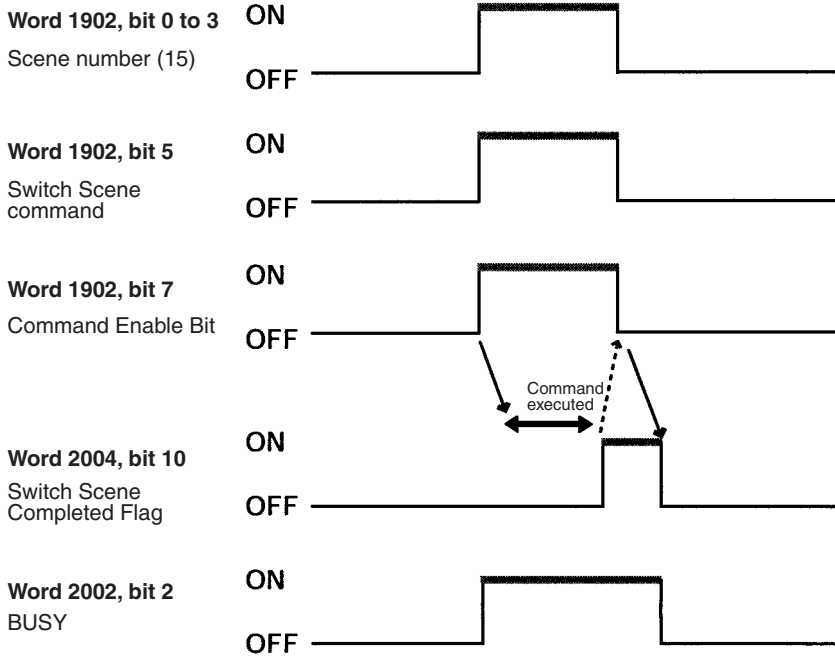 Word 1902, bit 0 to 3
Scene number (15)
ON
OFF
Word 1902, bit 5
Switch Scene
command
ON
OFF
Word 1902, bit 7
Command Enable Bit
ON
OFF
Command
executed
Word 2004, bit 10
Switch Scene
Completed Flag
ON
OFF
Word 2002, bit 2
BUSY
ON
OFF